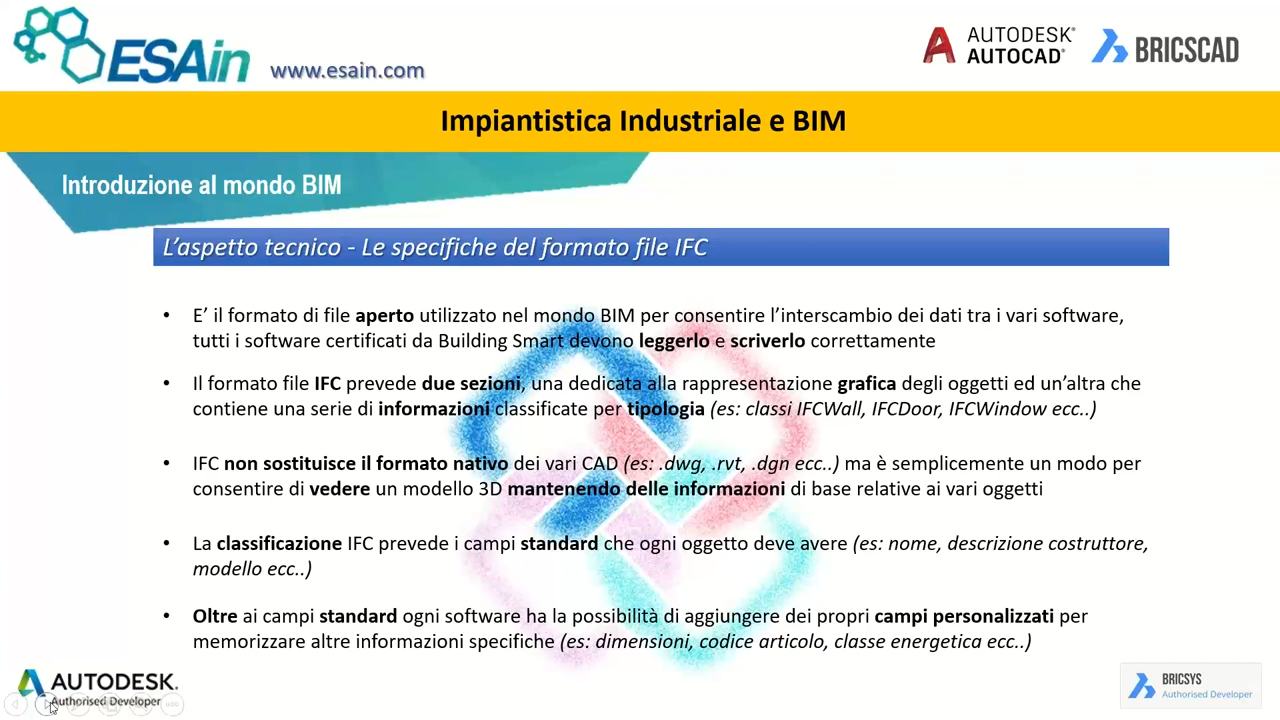 ESAin
www.esain.com
AUTODESK®
AUTOCAD®
BRICSCAD
Impiantistica Industriale e BIM
Introduzione al mondo BIM
L’aspetto tecnico - Le specifiche del formato file IFC
• E’ il formato di file aperto utilizzato nel mondo BIM per consentire l’interscambio dei dati tra i vari software,
tutti i software certificati da Building Smart devono leggerlo e scriverlo correttamente
• Il formato file IFC prevede due sezioni, una dedicata alla rappresentazione grafica degli oggetti ed un’altra che
contiene una serie di informazioni classificate per tipologia (es: classi IFCWall, IFCDoor, IFCWindow ecc..)
• IFC non sostituisce il formato nativo dei vari CAD (es: .dwg, .rvt, .dgn ecc..) ma è semplicemente un modo per
consentire di vedere un modello 3D mantenendo delle informazioni di base relative ai vari oggetti
• La classificazione IFC prevede i campi standard che ogni oggetto deve avere (es: nome, descrizione costruttore,
modello ecc..)
• Oltre ai campi standard ogni software ha la possibilità di aggiungere dei propri campi personalizzati per
memorizzare altre informazioni specifiche (es: dimensioni, codice articolo, classe energetica ecc..)
AUTODESK.
Authorised Developer
BRICSYS
Authorised Developer